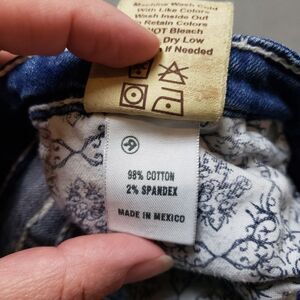 Machine Wash Cold
With Like Colors
Wash Inside Out
Retain Colors
NOT Bleach
Dry Low
If Needed
98% COTTON
2% SPANDEX
MADE IN MEXICO